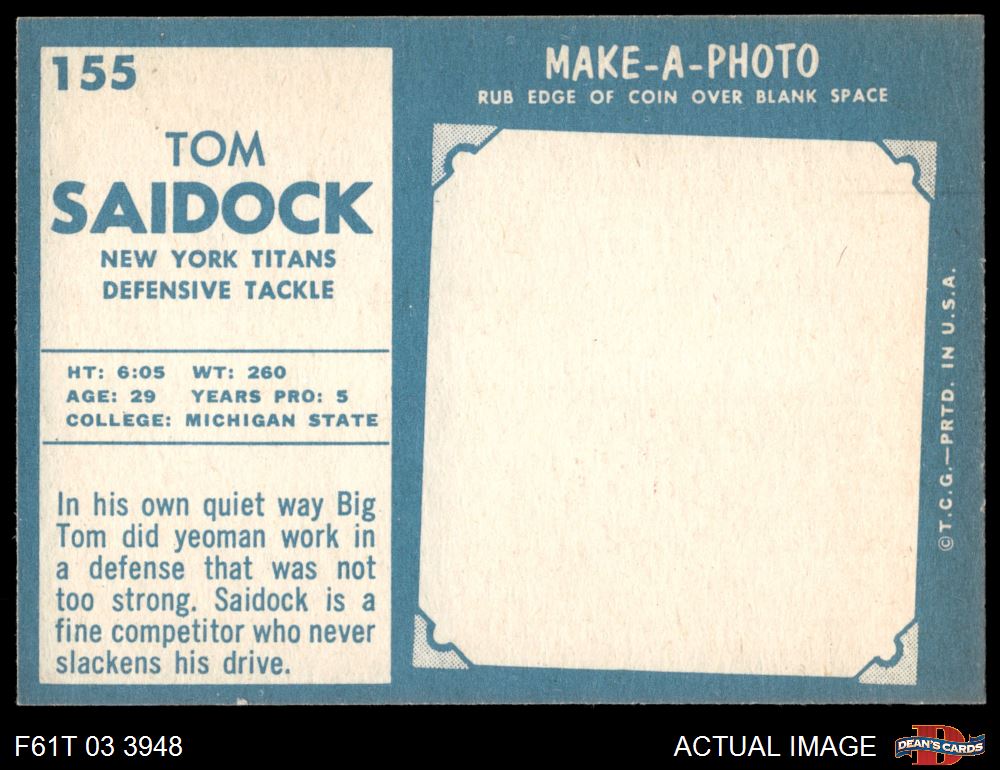 155
TOM
SAIDOCK
NEW YORK TITANS
DEFENSIVE TACKLE
HT: 6:05 WT: 260
AGE: 29 YEARS PRO: 5
COLLEGE: MICHIGAN STATE
In his own quiet way Big
Tom did yeoman work in
a defense that was not
too strong. Saidock is a
fine competitor who never
slackens his drive.
MAKE-A-PHOTO
RUB EDGE OF COIN OVER BLANK SPACE
©T.C.G.—PRTD. IN U.S.A.
F61T 03 3948
ACTUAL IMAGE
D
DEAN'S CARDS